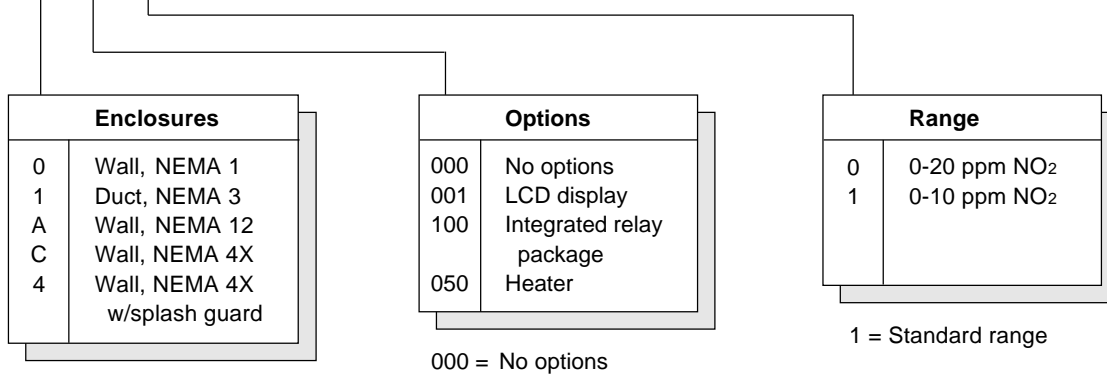 Enclosures
0 Wall, NEMA 1
1 Duct, NEMA 3
A Wall, NEMA 12
C Wall, NEMA 4X
4 Wall, NEMA 4X
w/splash guard
Options
000 No options
001 LCD display
100 Integrated relay
package
050 Heater
000 = No options
Range
0 0-20 ppm NO2
1 0-10 ppm NO2
1 = Standard range